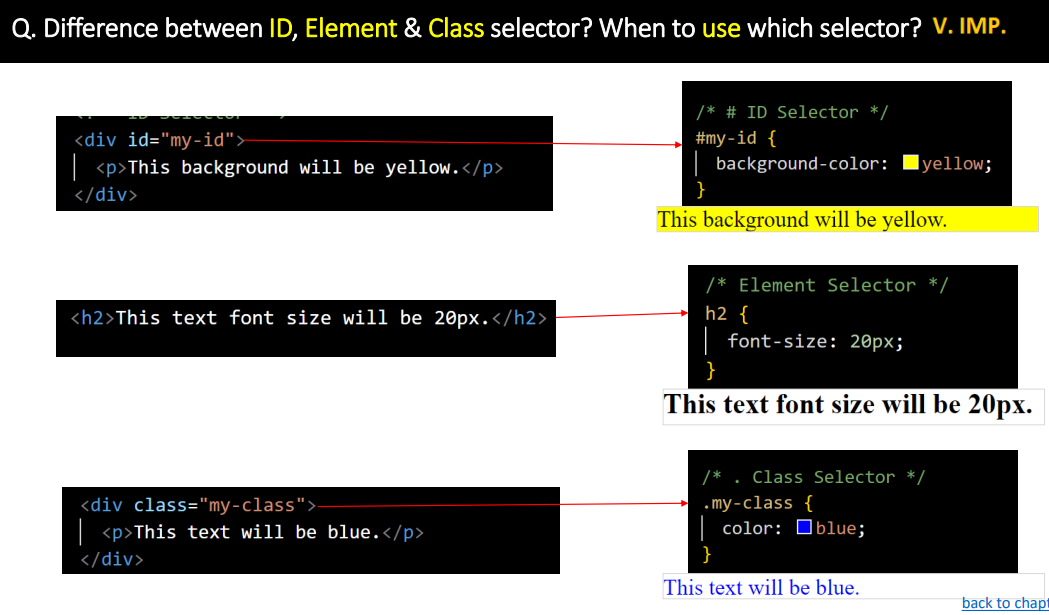 Q. Difference between ID, Element & Class selector? When to use which selector? V. IMP.
<div id="my-id">
<p>This background will be yellow.</p>
</div>
/* # ID Selector */
#my-id {
background-color: yellow;
}
This background will be yellow.
<h2>This text font size will be 20px.</h2>
/* Element Selector */
h2 {
font-size: 20px;
}
This text font size will be 20px.
<div class="my-class">
<p>This text will be blue.</p>
</div>
/* . Class Selector */
.my-class {
color: blue;
}
This text will be blue.
back to chapt